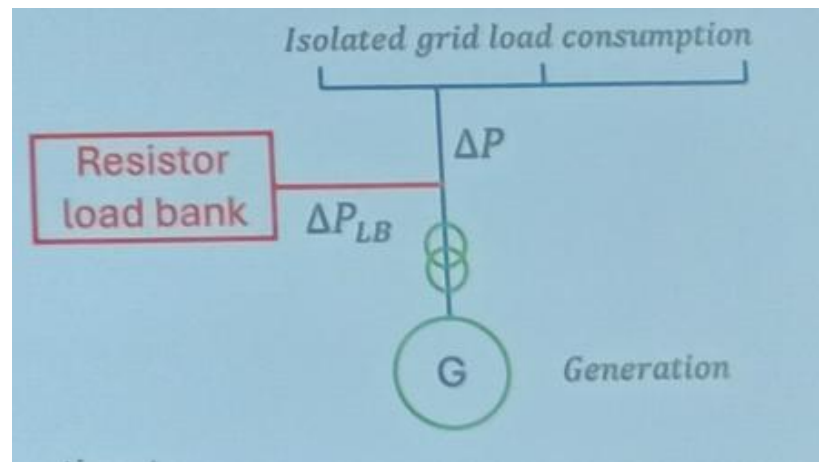 Isolated grid load consumption
ΔP
Resistor
load bank
ΔP_LB
G
Generation